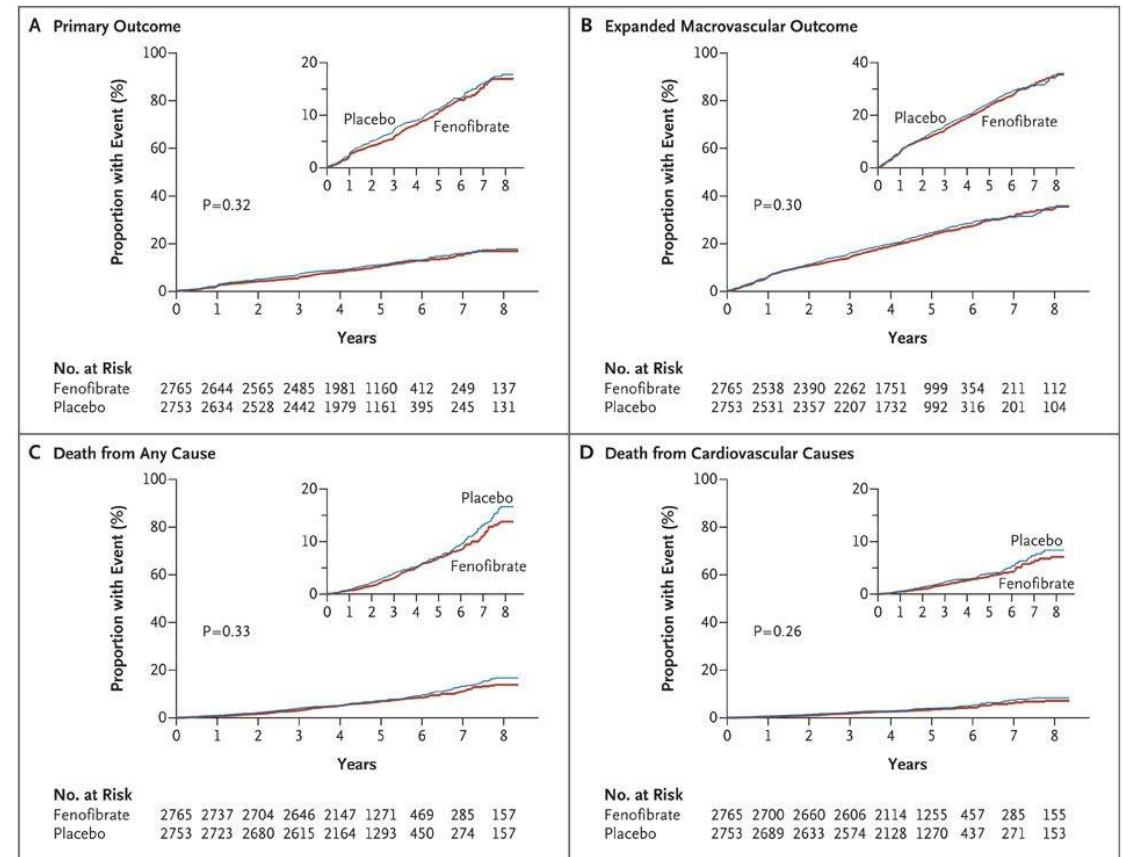 A Primary Outcome
Proportion with Event (%)
100
80
60
40
20
0
20
10
0
Placebo
Fenofibrate
0 1 2 3 4 5 6 7 8
P=0.32
0 1 2 3 4 5 6 7 8
Years
No. at Risk
Fenofibrate 2765 2644 2565 2485 1981 1160 412 249 137
Placebo 2753 2634 2528 2442 1979 1161 395 245 131
B Expanded Macrovascular Outcome
Proportion with Event (%)
100
80
60
40
20
0
40
20
0
Placebo
Fenofibrate
0 1 2 3 4 5 6 7 8
P=0.30
0 1 2 3 4 5 6 7 8
Years
No. at Risk
Fenofibrate 2765 2538 2390 2262 1751 999 354 211 112
Placebo 2753 2531 2357 2207 1732 992 316 201 104
C Death from Any Cause
Proportion with Event (%)
100
80
60
40
20
0
20
10
0
Placebo
Fenofibrate
0 1 2 3 4 5 6 7 8
P=0.33
0 1 2 3 4 5 6 7 8
Years
No. at Risk
Fenofibrate 2765 2737 2704 2646 2147 1271 469 285 157
Placebo 2753 2723 2680 2615 2164 1293 450 274 157
D Death from Cardiovascular Causes
Proportion with Event (%)
100
80
60
40
20
0
20
10
0
Placebo
Fenofibrate
0 1 2 3 4 5 6 7 8
P=0.26
0 1 2 3 4 5 6 7 8
Years
No. at Risk
Fenofibrate 2765 2700 2660 2606 2114 1255 457 285 155
Placebo 2753 2689 2633 2574 2128 1270 437 271 153